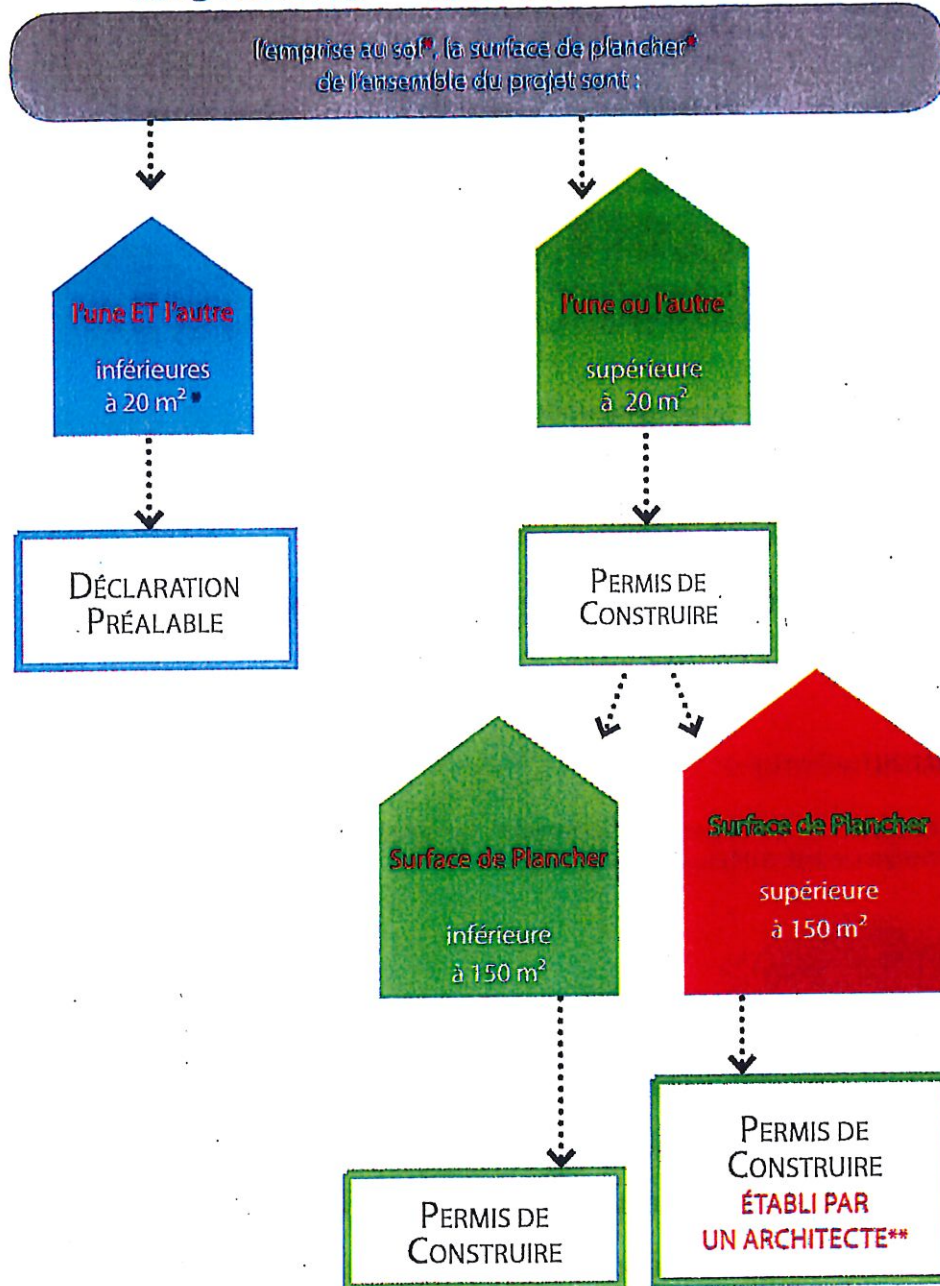 l'emprise au sol*, la surface de plancher*
de l'ensemble du projet sont :
l'une ET l'autre
inférieures
à 20 m² *
l'une ou l'autre
supérieure
à 20 m²
DÉCLARATION
PRÉALABLE
PERMIS DE
CONSTRUIRE
Surface de Plancher
inférieure
à 150 m²
Surface de Plancher
supérieure
à 150 m²
PERMIS DE
CONSTRUIRE
PERMIS DE
CONSTRUIRE
ÉTABLI PAR
UN ARCHITECTE**